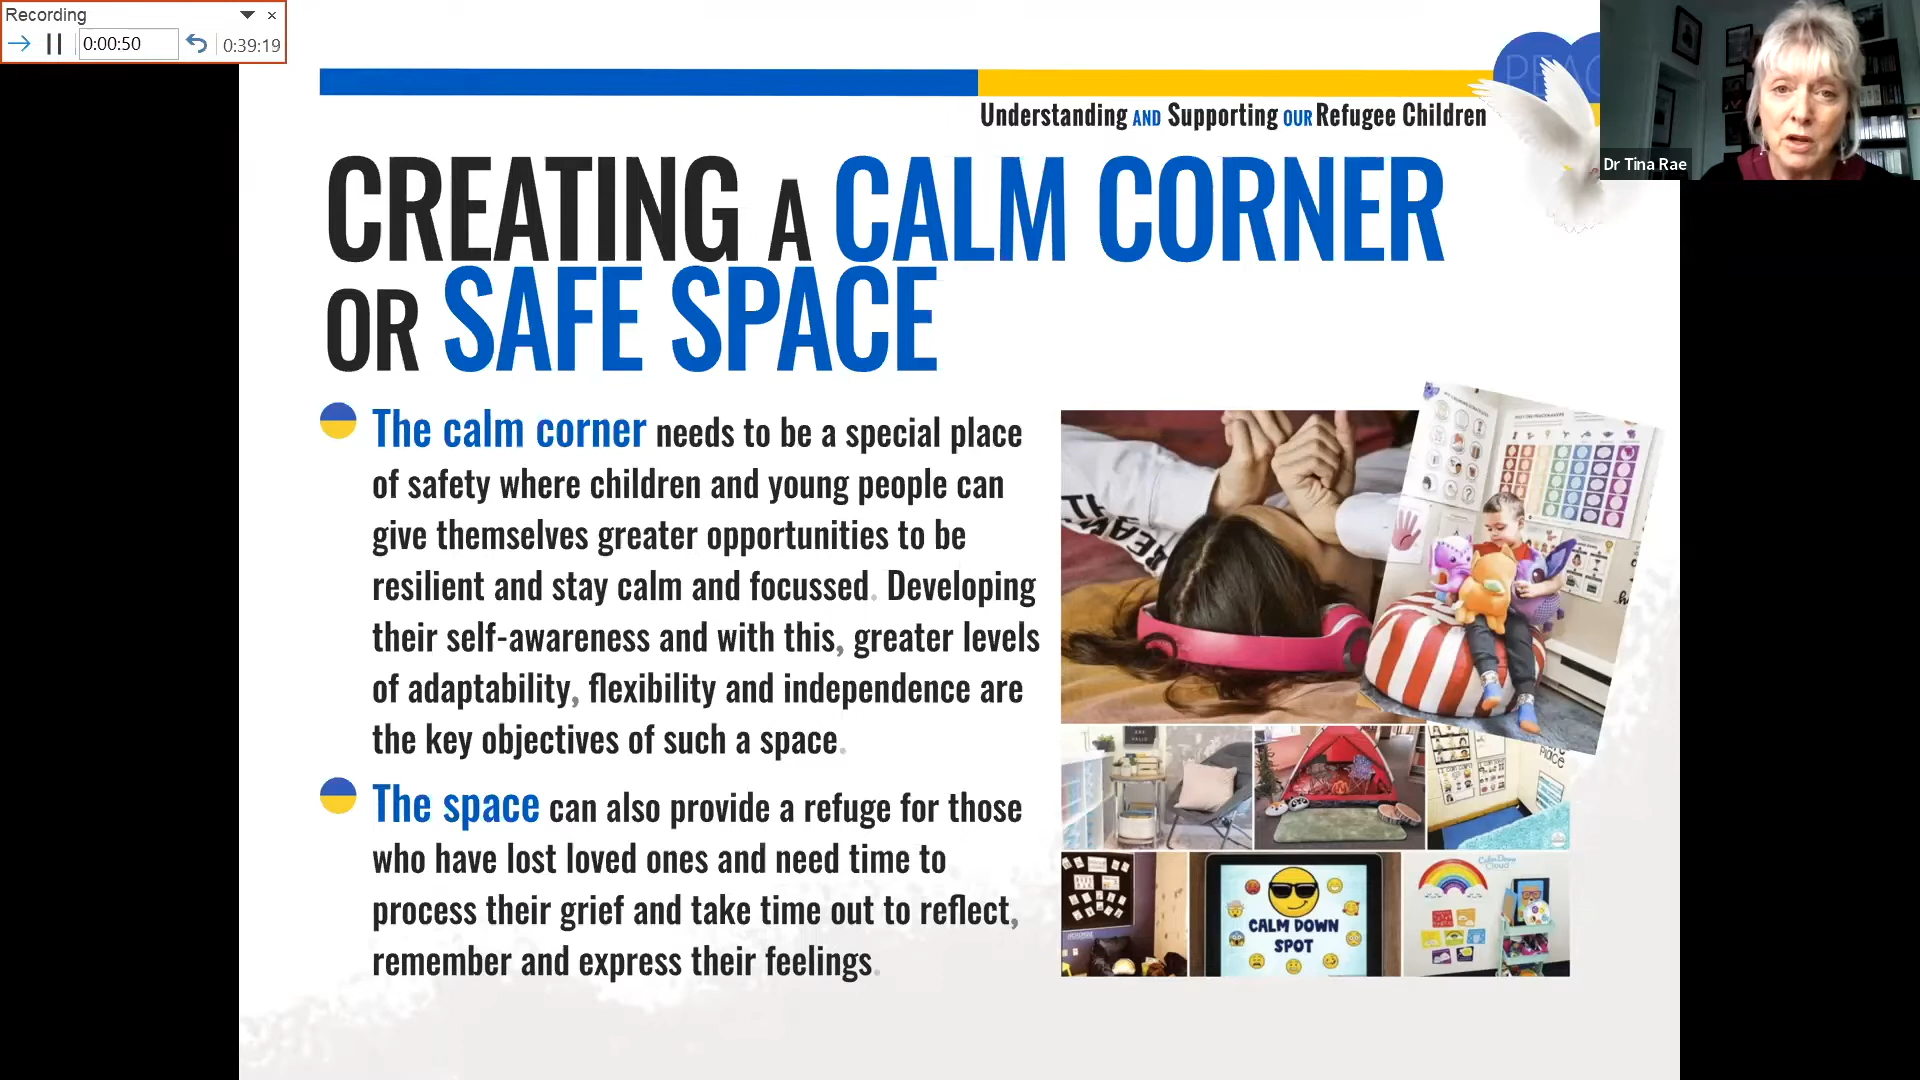 Recording
0:00:50
0:39:19
PEAC
Understanding AND Supporting OUR Refugee Children
Dr Tina Rae
CREATING A CALM CORNER
OR SAFE SPACE
The calm corner needs to be a special place
of safety where children and young people can
give themselves greater opportunities to be
resilient and stay calm and focussed. Developing
their self-awareness and with this, greater levels
of adaptability, flexibility and independence are
the key objectives of such a space.
The space can also provide a refuge for those
who have lost loved ones and need time to
process their grief and take time out to reflect,
remember and express their feelings.
CALM DOWN
SPOT
Calm Down
Cloud